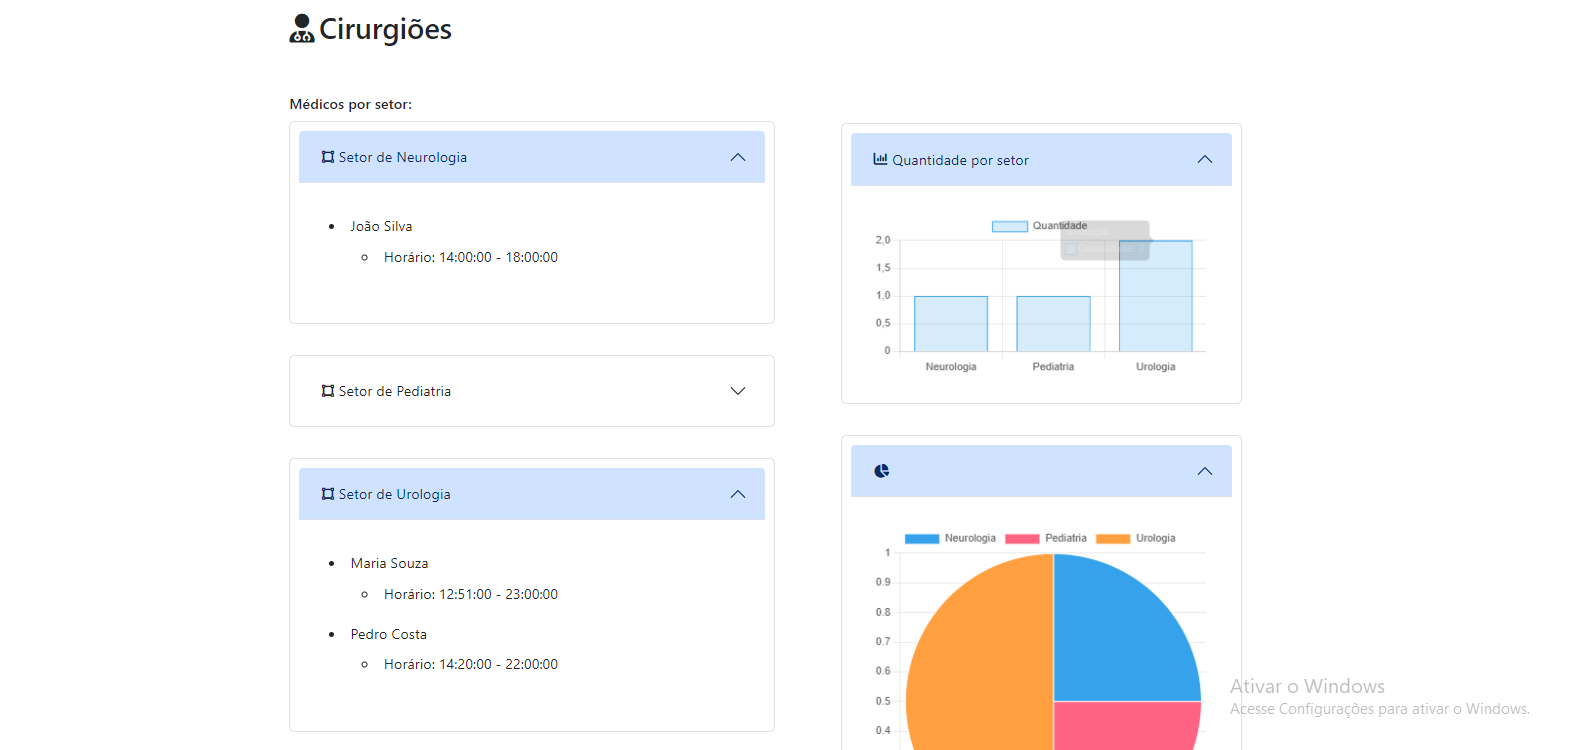 Cirurgiões
Médicos por setor:
Setor de Neurologia
João Silva
Horário: 14:00:00 - 18:00:00
Setor de Pediatria
Setor de Urologia
Maria Souza
Horário: 12:51:00 - 23:00:00
Pedro Costa
Horário: 14:20:00 - 22:00:00
Quantidade por setor
Quantidade
2,0
1,5
1,0
0,5
0
Neurologia Pediatria Urologia
Neurologia Pediatria Urologia
1
0.9
0.8
0.7
0.6
0.5
0.4
Ativar o Windows
Acesse Configurações para ativar o Windows.